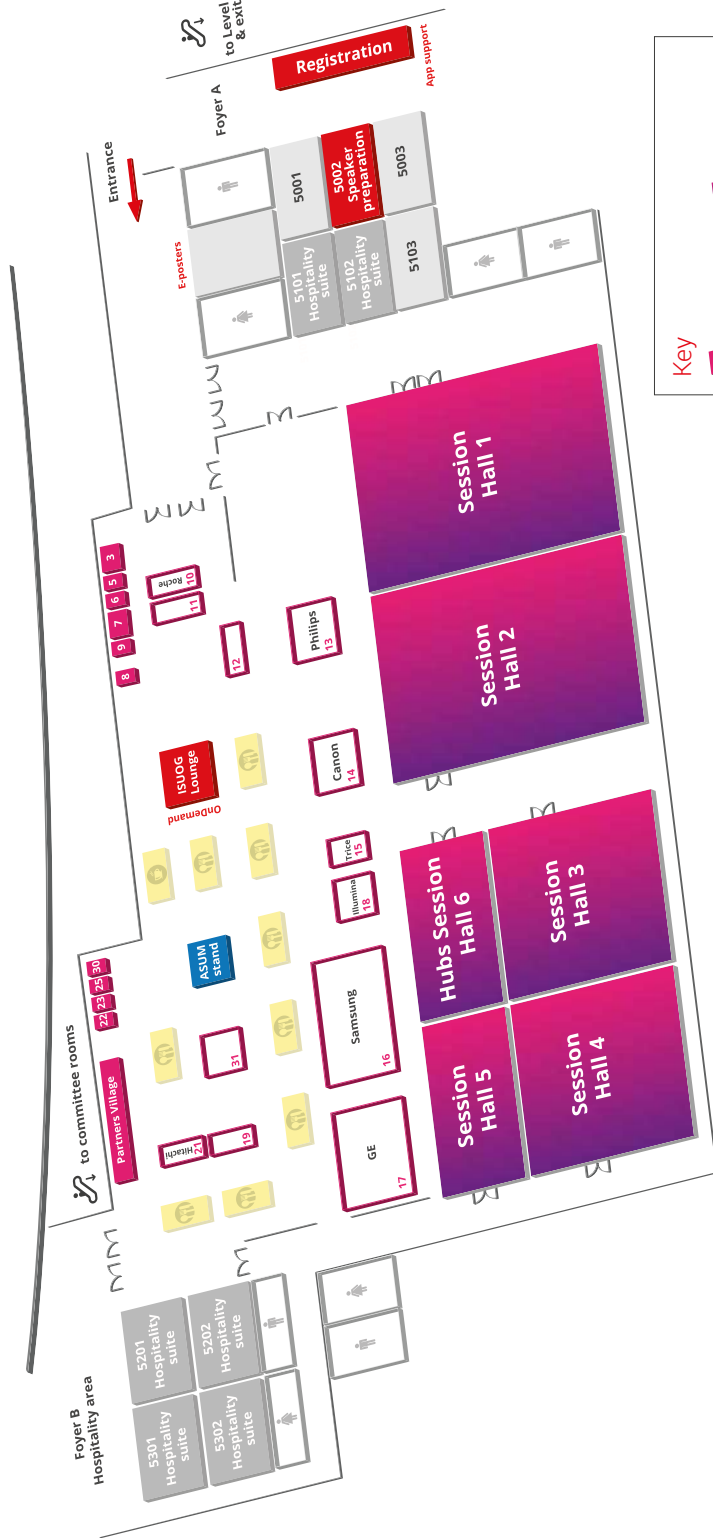 to Level
& exit
Registration
App support
Foyer A
Entrance
E-posters
5001
5002
Speaker
preparation
5003
5101
Hospitality
suite
5102
Hospitality
suite
5103
Key
Session
Hall 1
Session
Hall 2
3
5
6
7
9
8
Roche
10
11
12
Philips
13
ISUOG
Lounge
OnDemand
Canon
14
Trice
15
Illumina
18
ASUM
stand
Samsung
16
Hubs Session
Hall 6
Session
Hall 3
Session
Hall 5
Session
Hall 4
30
25
23
22
to committee rooms
Partners Village
31
Hitachi
21
19
GE
17
5201
Hospitality
suite
5202
Hospitality
suite
5301
Hospitality
suite
5302
Hospitality
suite
Foyer B
Hospitality area